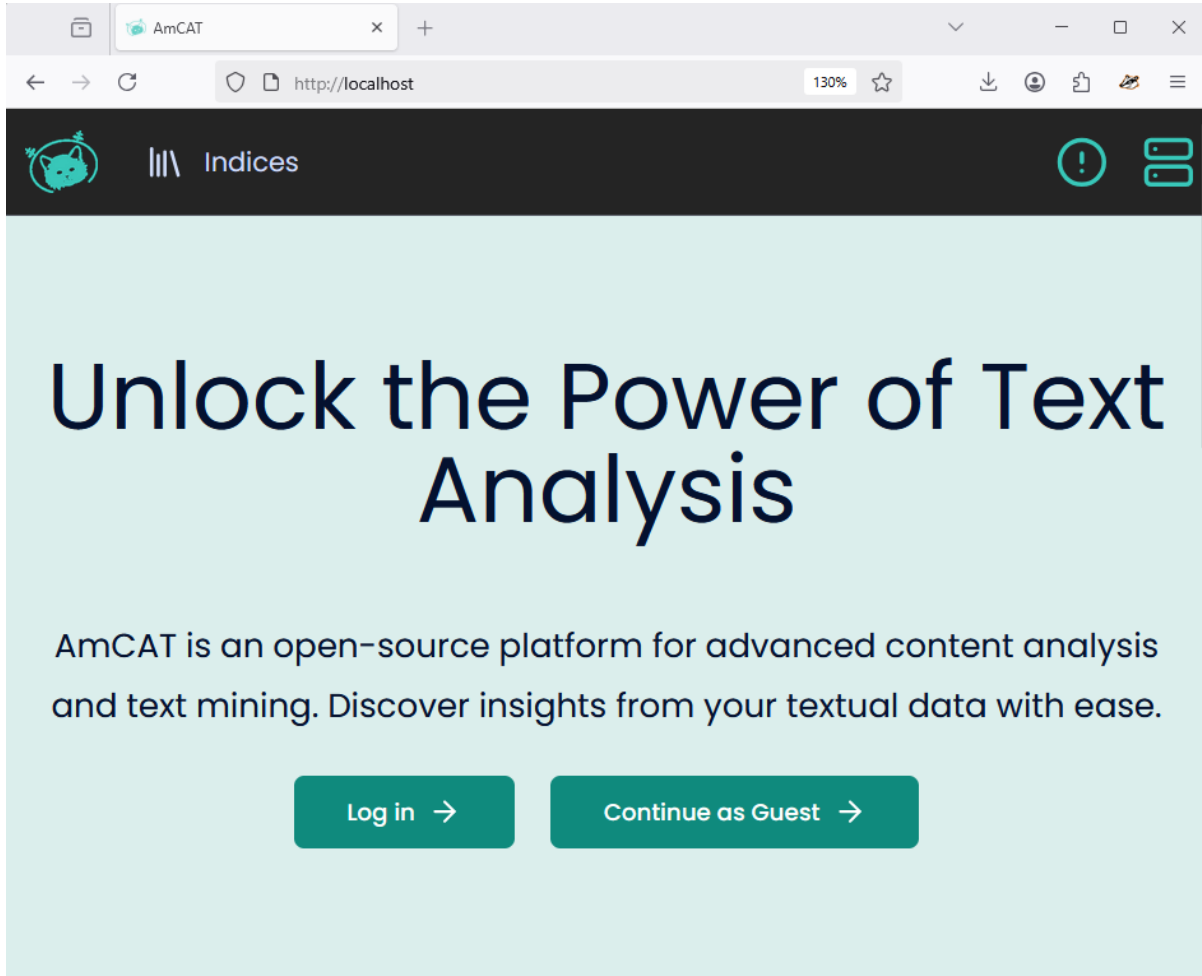 AmCAT
http://localhost
130%
Indices
Unlock the Power of Text
Analysis
AmCAT is an open-source platform for advanced content analysis
and text mining. Discover insights from your textual data with ease.
Log in
Continue as Guest